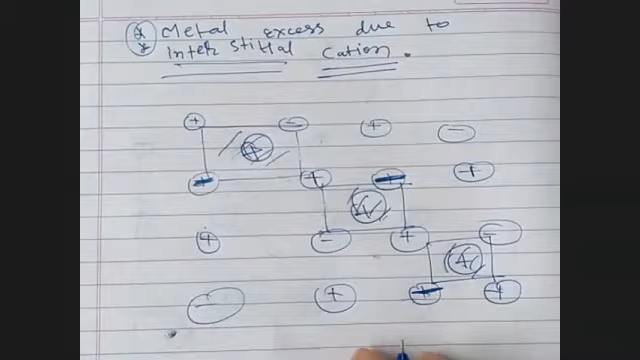 Metal excess due to
interstitial cation.
+ - + -
+
- + - +
+
+ - + -
+
- + - +